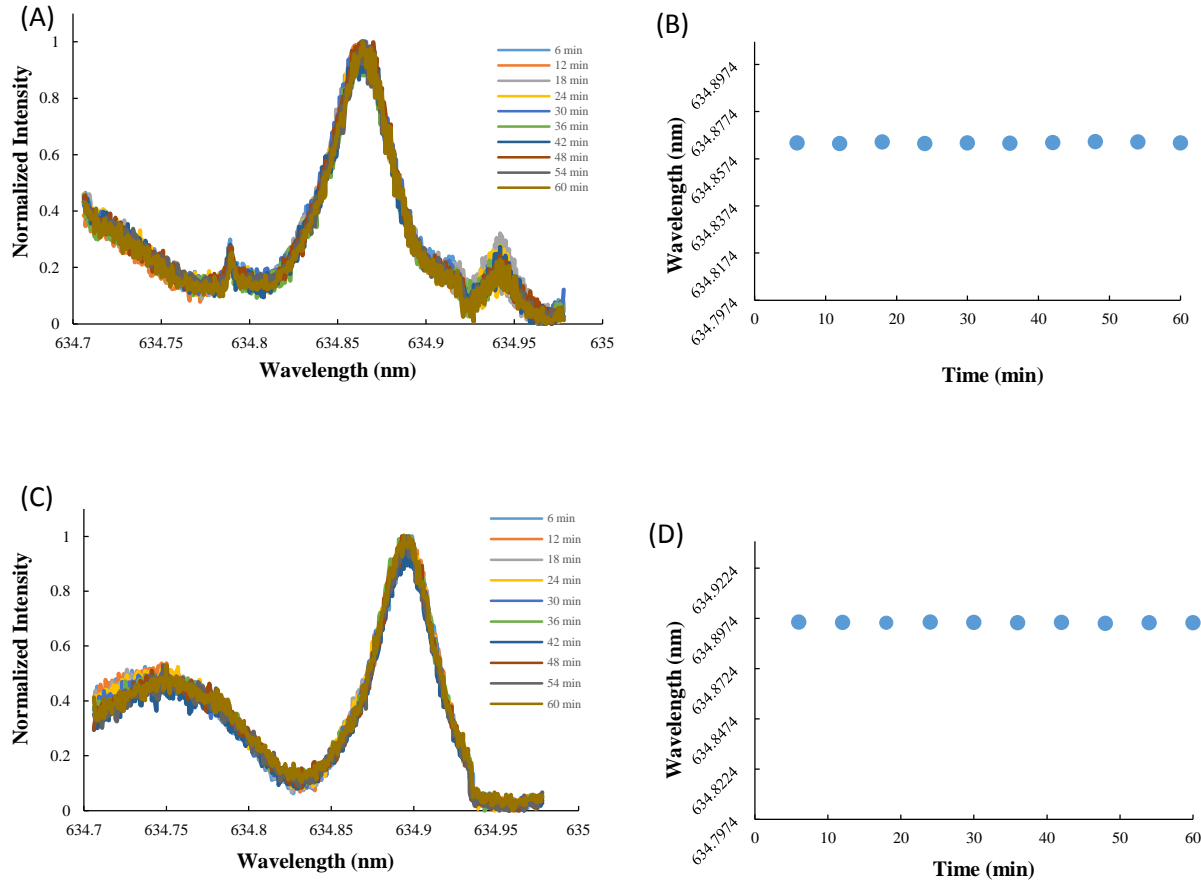 (A)
Normalized Intensity
1
0.8
0.6
0.4
0.2
0
634.7
634.75
634.8
634.85
634.9
634.95
635
Wavelength (nm)
6 min
12 min
18 min
24 min
30 min
36 min
42 min
48 min
54 min
60 min
(B)
Wavelength (nm)
634.8974
634.8774
634.8574
634.8374
634.8174
634.7974
0
10
20
30
40
50
60
Time (min)
(C)
Normalized Intensity
1
0.8
0.6
0.4
0.2
0
634.7
634.75
634.8
634.85
634.9
634.95
635
Wavelength (nm)
6 min
12 min
18 min
24 min
30 min
36 min
42 min
48 min
54 min
60 min
(D)
Wavelength (nm)
634.9224
634.8974
634.8724
634.8474
634.8224
634.7974
0
10
20
30
40
50
60
Time (min)